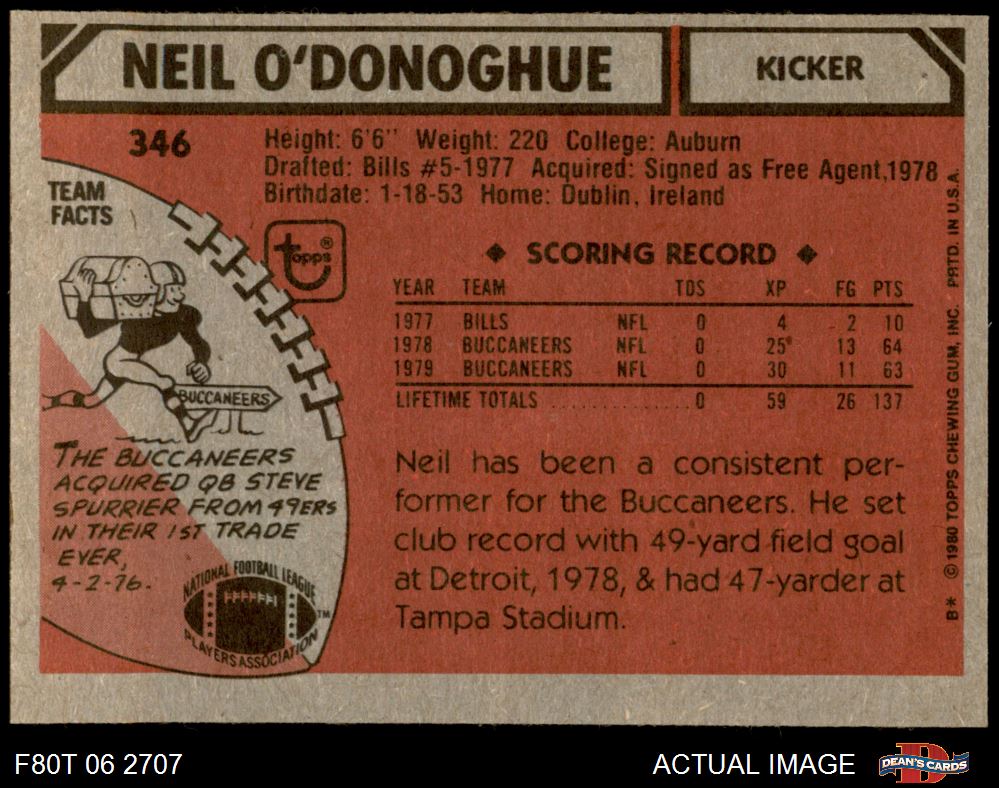 NEIL O'DONOGHUE
KICKER
346
Height: 6'6" Weight: 220 College: Auburn
Drafted: Bills #5-1977 Acquired: Signed as Free Agent, 1978
Birthdate: 1-18-53 Home: Dublin, Ireland
TEAM
FACTS
topps®
BUCCANEERS
THE BUCCANEERS
ACQUIRED QB STEVE
SPURRIER FROM 49ERS
IN THEIR 1ST TRADE
EVER,
4-2-76.
NATIONAL FOOTBALL LEAGUE
PLAYERS ASSOCIATION
TM
◆ SCORING RECORD ◆
YEAR TEAM TDS XP FG PTS
1977 BILLS NFL 0 4 2 10
1978 BUCCANEERS NFL 0 25* 13 64
1979 BUCCANEERS NFL 0 30 11 63
LIFETIME TOTALS ............... 0 59 26 137
Neil has been a consistent per-
former for the Buccaneers. He set
club record with 49-yard field goal
at Detroit, 1978, & had 47-yarder at
Tampa Stadium.
B* © 1980 TOPPS CHEWING GUM, INC. PRTD. IN U.S.A.
F80T 06 2707
ACTUAL IMAGE
D
DEAN'S CARDS